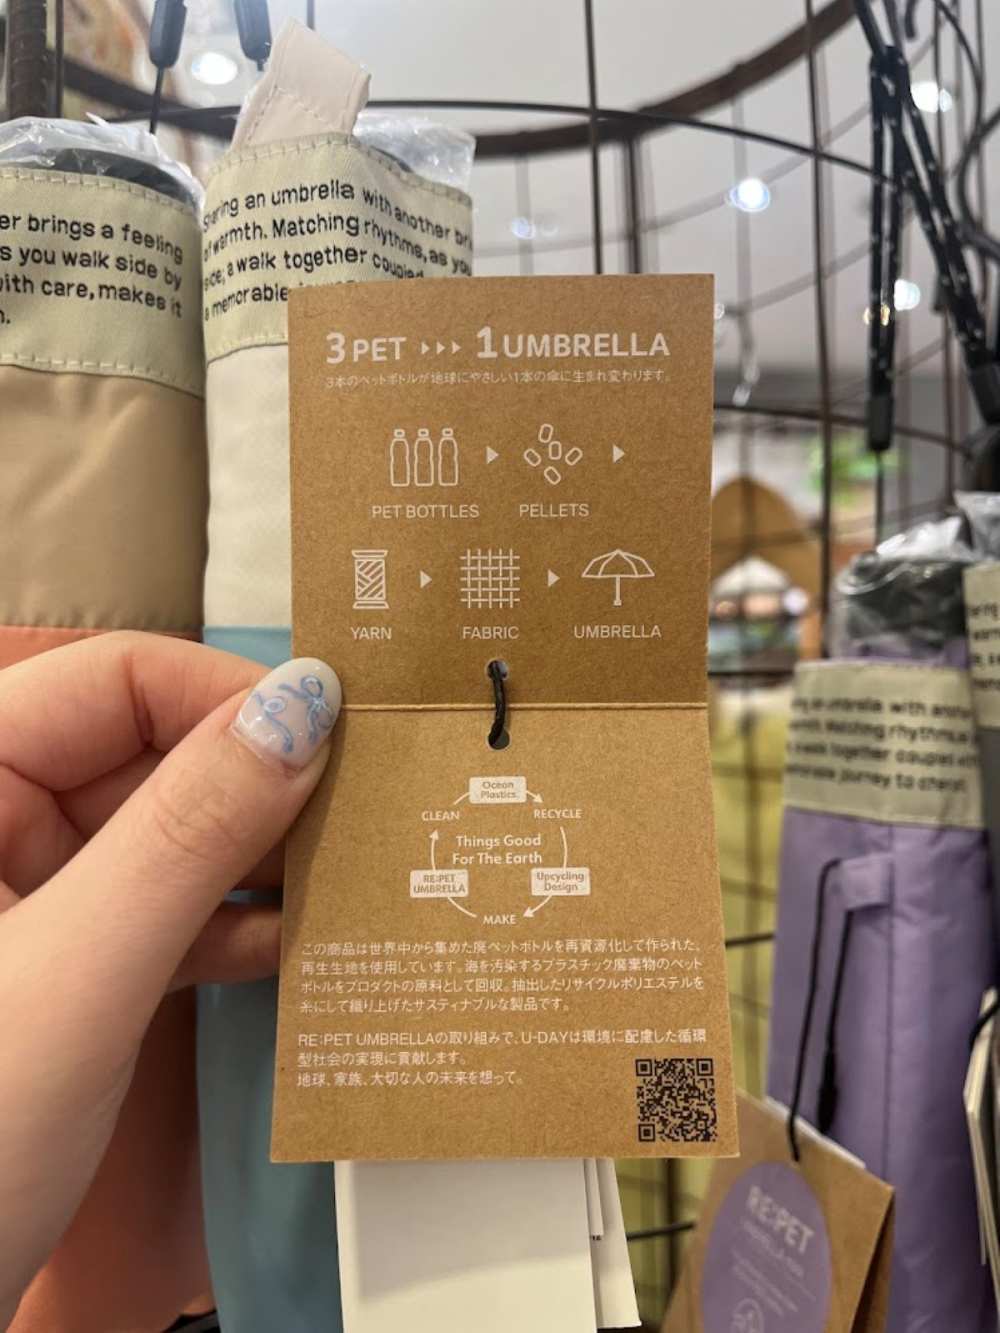 er brings a feeling
s you walk side by
with care, makes it
Sharing an umbrella with another bri
of warmth. Matching rhythms, as you
side; a walk together coupled
a memorable
3 PET 1 UMBRELLA
3本のペットボトルが地球にやさしい1本の傘に生まれ変わります。
PET BOTTLES PELLETS
YARN FABRIC UMBRELLA
Ocean
Plastics
CLEAN RECYCLE
Things Good
For The Earth
RE:PET
UMBRELLA
Upcycling
Design
MAKE
この商品は世界中から集めた廃ペットボトルを再資源化して作られた、
再生生地を使用しています。海を汚染するプラスチック廃棄物のペット
ボトルをプロダクトの原料として回収。抽出したリサイクルポリエステルを
糸にして織り上げたサスティナブルな製品です。
RE:PET UMBRELLAの取り組みで、U-DAYは環境に配慮した循環
型社会の実現に貢献します。
地球、家族、大切な人の未来を想って。
umbrella with
Matching rhythms
walk together coupled
journey to
RE:PET